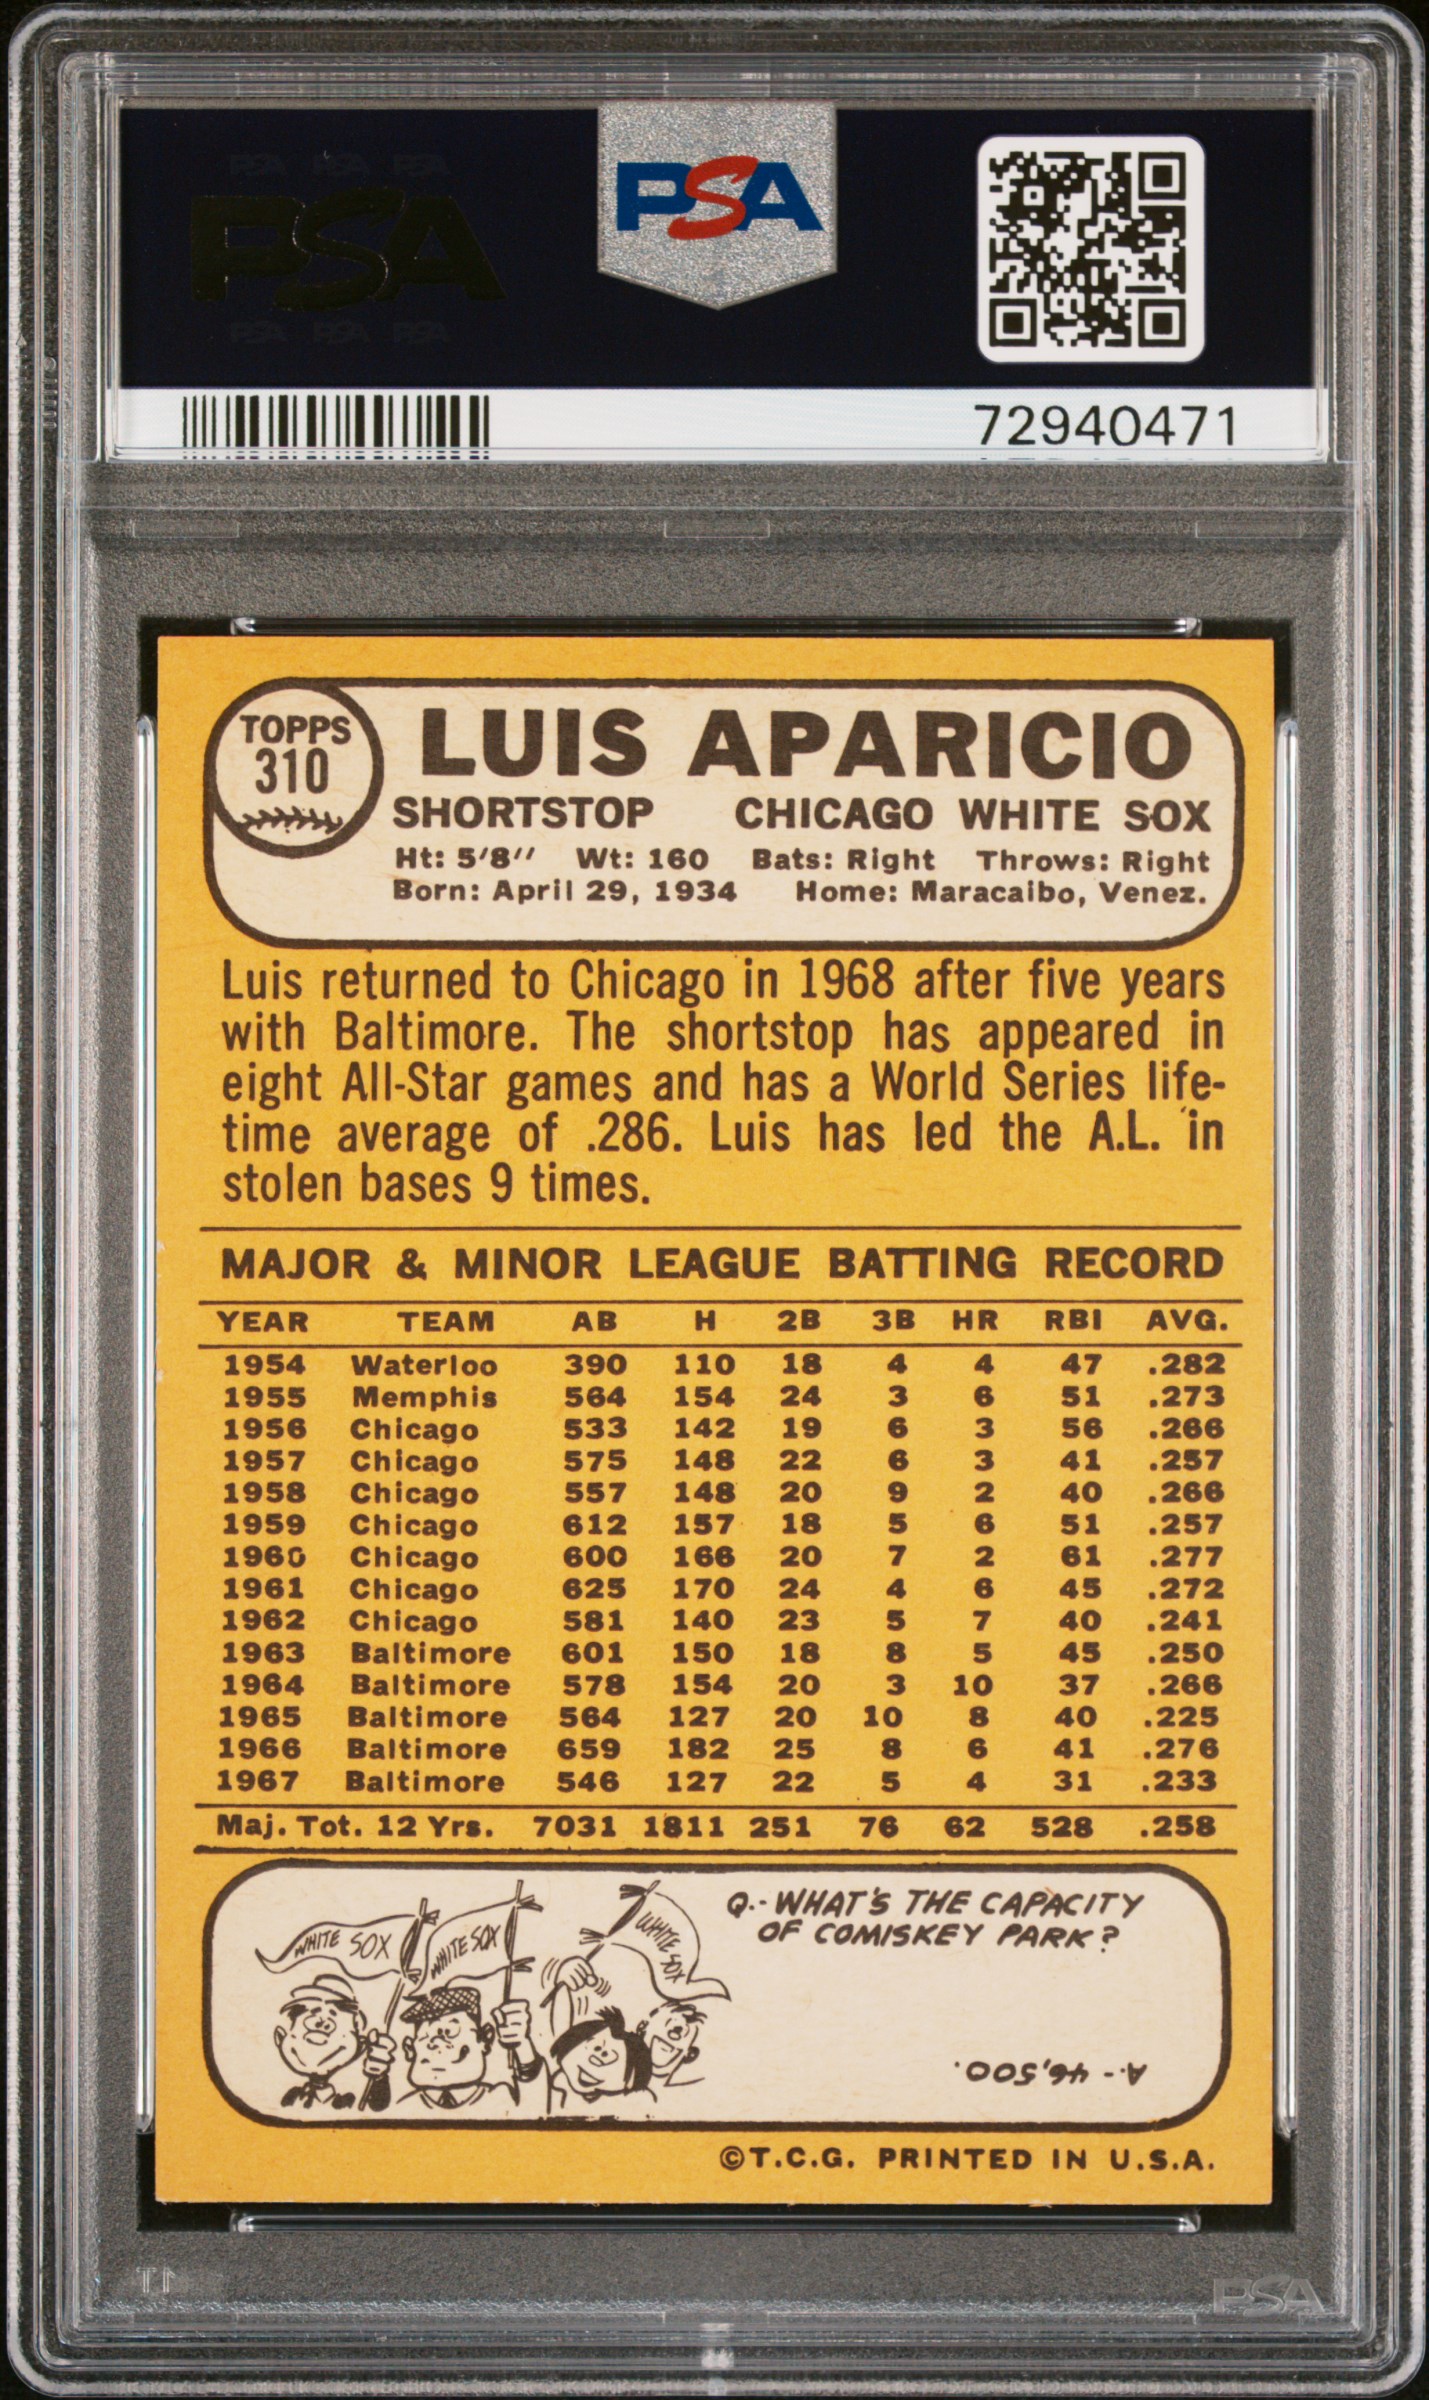 PSA PSA PSA
PSA
PSA PSA PSA
PSA
72940471
TOPPS
310
LUIS APARICIO
SHORTSTOP CHICAGO WHITE SOX
Ht: 5'8'' Wt: 160 Bats: Right Throws: Right
Born: April 29, 1934 Home: Maracaibo, Venez.
Luis returned to Chicago in 1968 after five years
with Baltimore. The shortstop has appeared in
eight All-Star games and has a World Series life-
time average of .286. Luis has led the A.L. in
stolen bases 9 times.
MAJOR & MINOR LEAGUE BATTING RECORD
YEAR TEAM AB H 2B 3B HR RBI AVG.
1954 Waterloo 390 110 18 4 4 47 .282
1955 Memphis 564 154 24 3 6 51 .273
1956 Chicago 533 142 19 6 3 56 .266
1957 Chicago 575 148 22 6 3 41 .257
1958 Chicago 557 148 20 9 2 40 .266
1959 Chicago 612 157 18 5 6 51 .257
1960 Chicago 600 166 20 7 2 61 .277
1961 Chicago 625 170 24 4 6 45 .272
1962 Chicago 581 140 23 5 7 40 .241
1963 Baltimore 601 150 18 8 5 45 .250
1964 Baltimore 578 154 20 3 10 37 .266
1965 Baltimore 564 127 20 10 8 40 .225
1966 Baltimore 659 182 25 8 6 41 .276
1967 Baltimore 546 127 22 5 4 31 .233
Maj. Tot. 12 Yrs. 7031 1811 251 76 62 528 .258
WHITE SOX
WHITE SOX
WHITE SOX
Q.- WHAT'S THE CAPACITY
OF COMISKEY PARK?
A.- 46,500.
©T.C.G. PRINTED IN U.S.A.
PSA